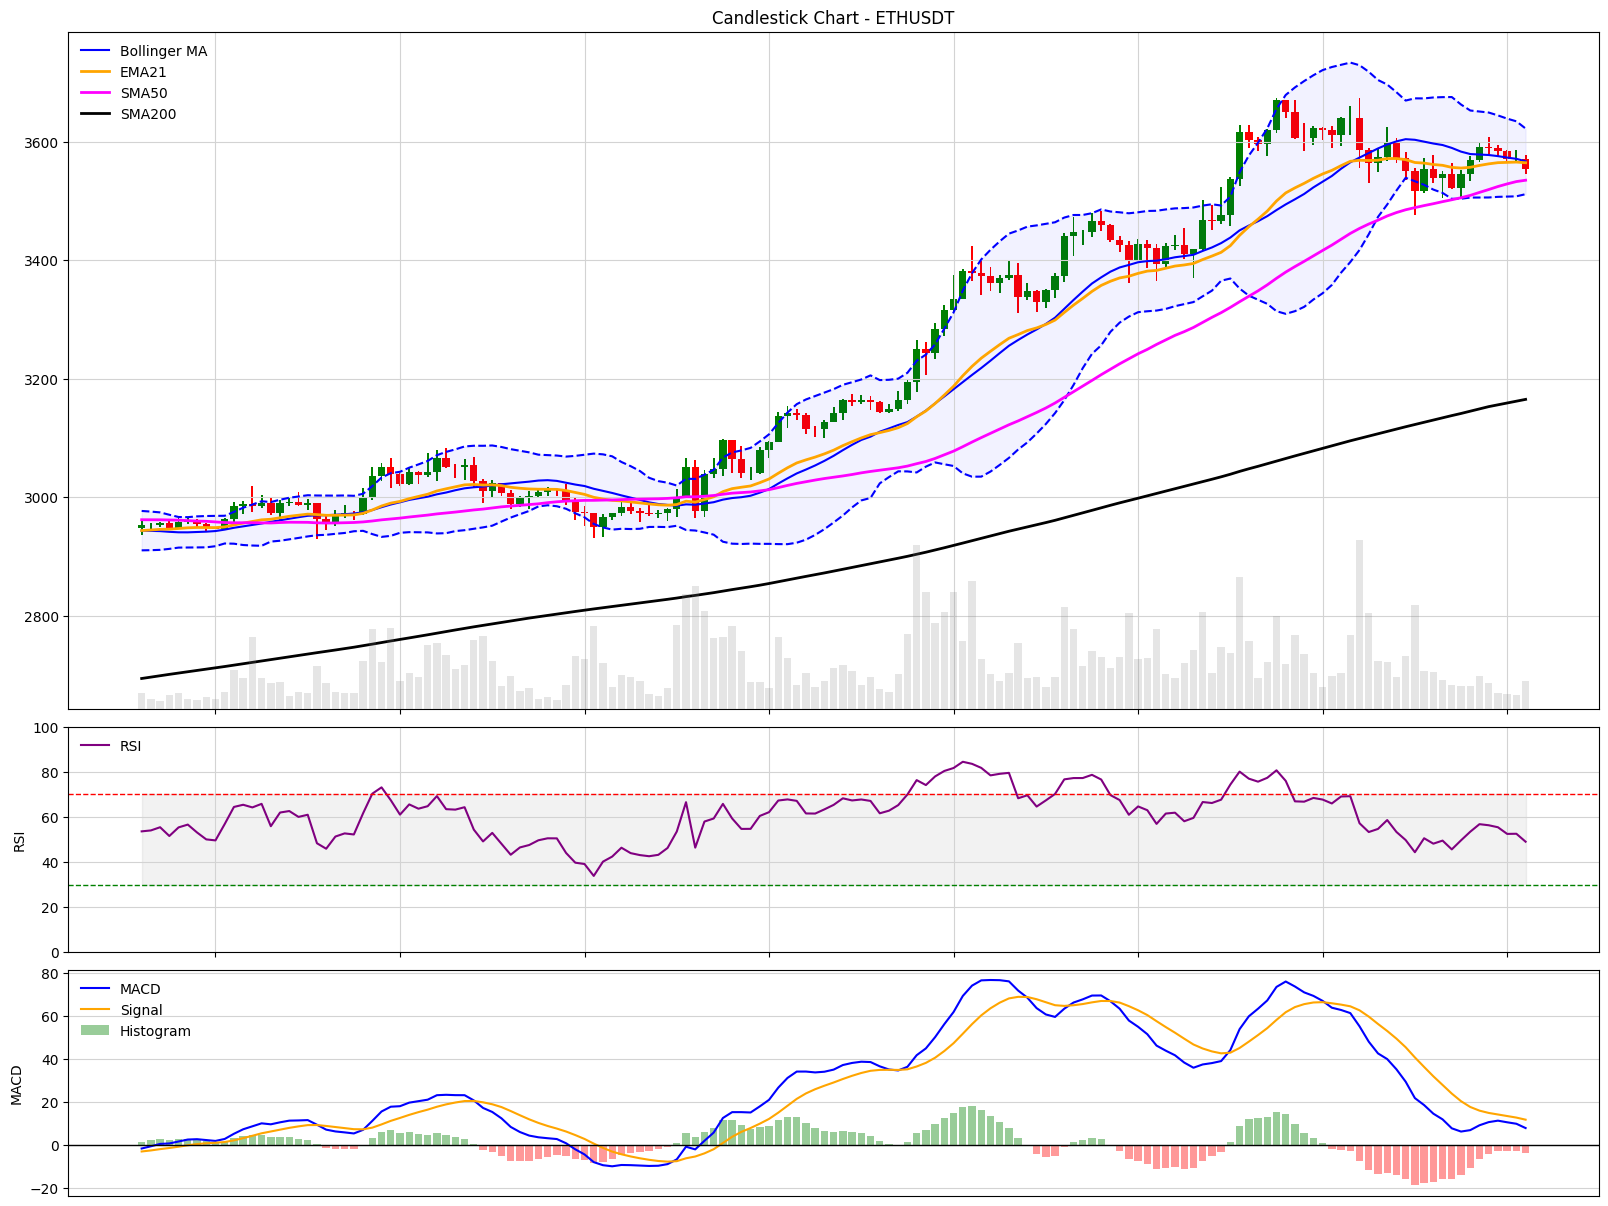 Candlestick Chart - ETHUSDT
Bollinger MA
EMA21
SMA50
SMA200
3600
3400
3200
3000
2800
RSI
RSI
100
80
60
40
20
0
MACD
Signal
Histogram
MACD
80
60
40
20
0
−20